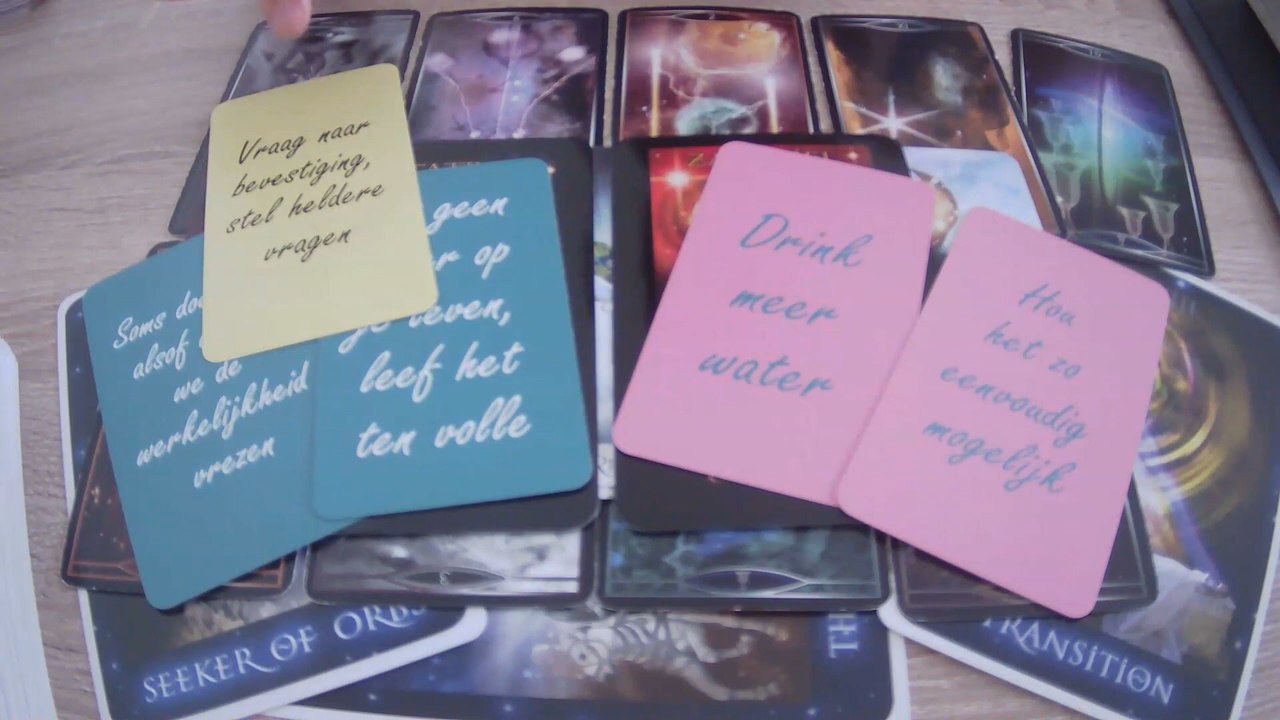 Vraag naar
bevestiging,
stel heldere
vragen
Soms
alsof
we de
werkelijkheid
vrezen
geen
op
je leven,
leef het
ten volle
Drink
meer
water
Hou
het zo
eenvoudig
mogelijk
SEEKER OF ORBS
TH
TRANSITION